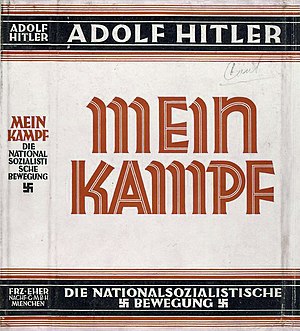 ADOLF
HITLER
MEIN
KAMPF
DIE
NATIONAL
SOZIALISTI
SCHE
BEWEGUNG
FRZ·EHER
NACHF·G·M·B·H
MÜNCHEN
ADOLF HITLER
MEIN
KAMPF
DIE NATIONALSOZIALISTISCHE
BEWEGUNG